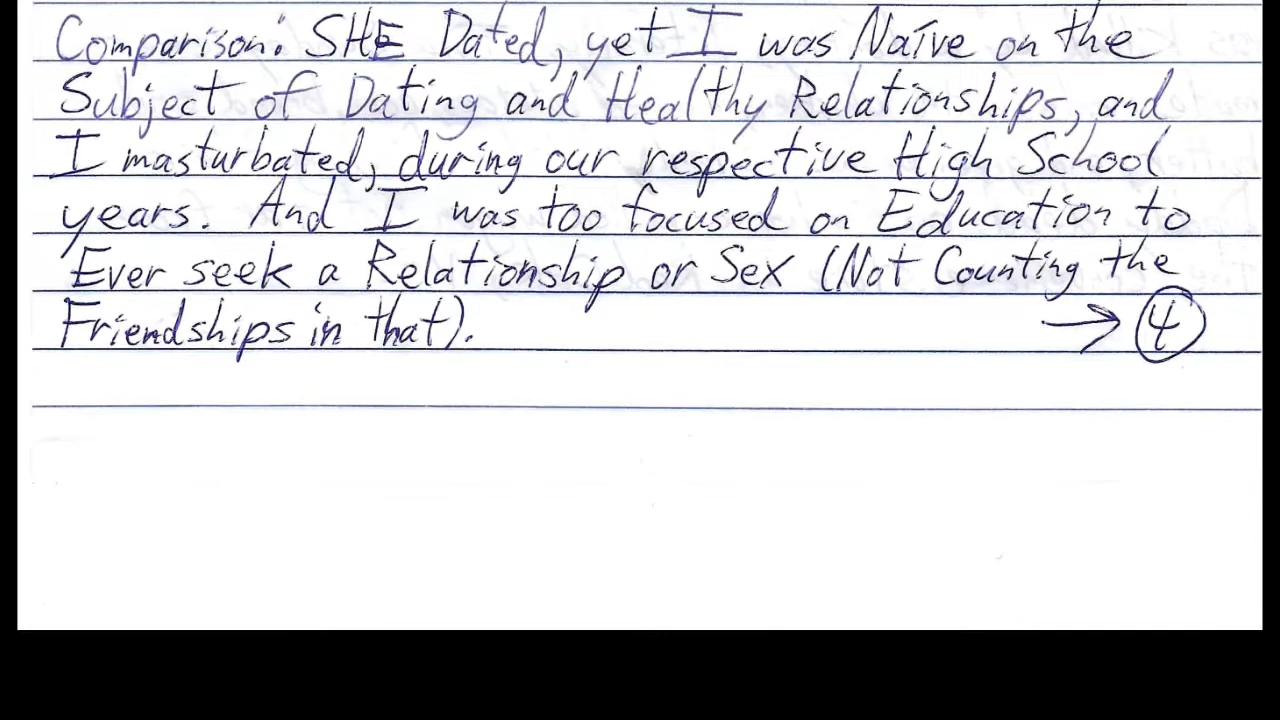 Comparison: SHE Dated, yet I was Naïve on the
Subject of Dating and Healthy Relationships, and
I masturbated, during our respective High School
years. And I was too focused on Education to
Ever seek a Relationship or Sex (Not Counting the
Friendships in that). → 4